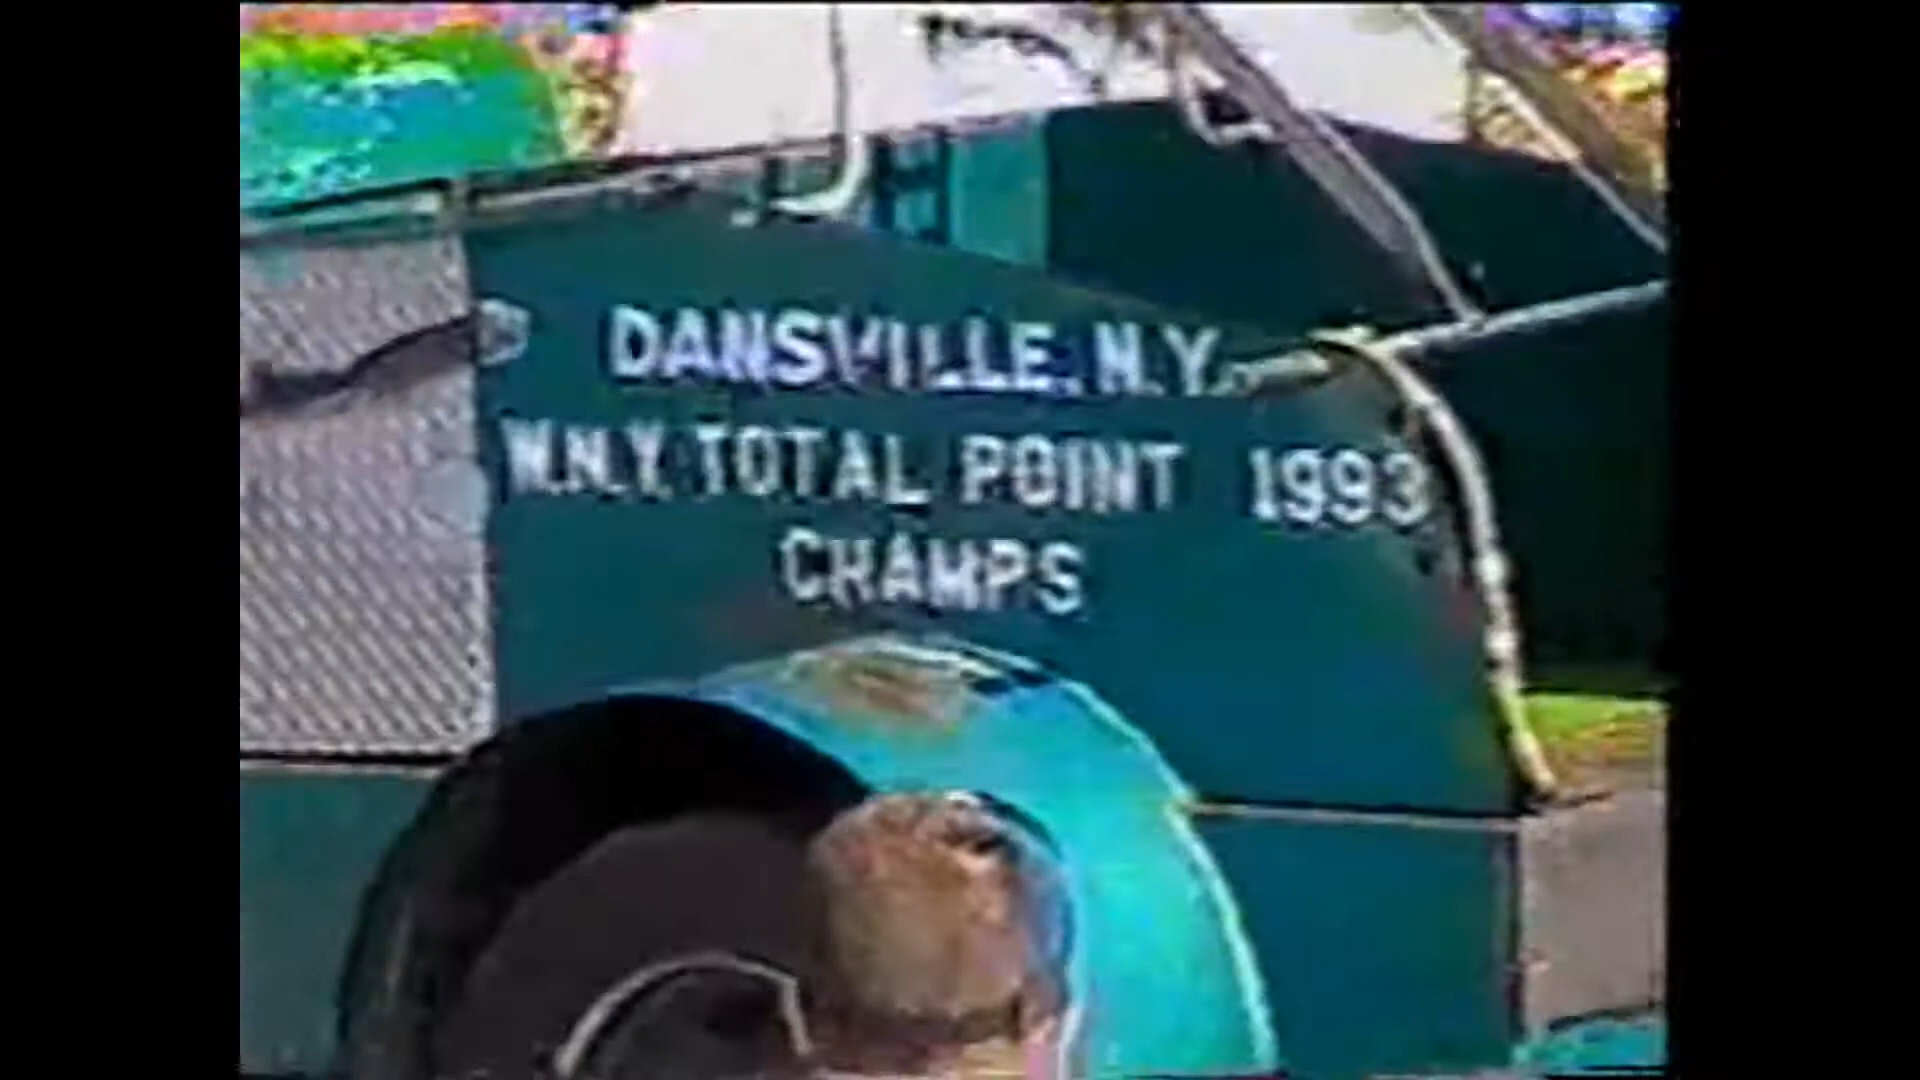 DANSVILLE, N.Y.
W.N.Y. TOTAL POINT 1993
CHAMPS